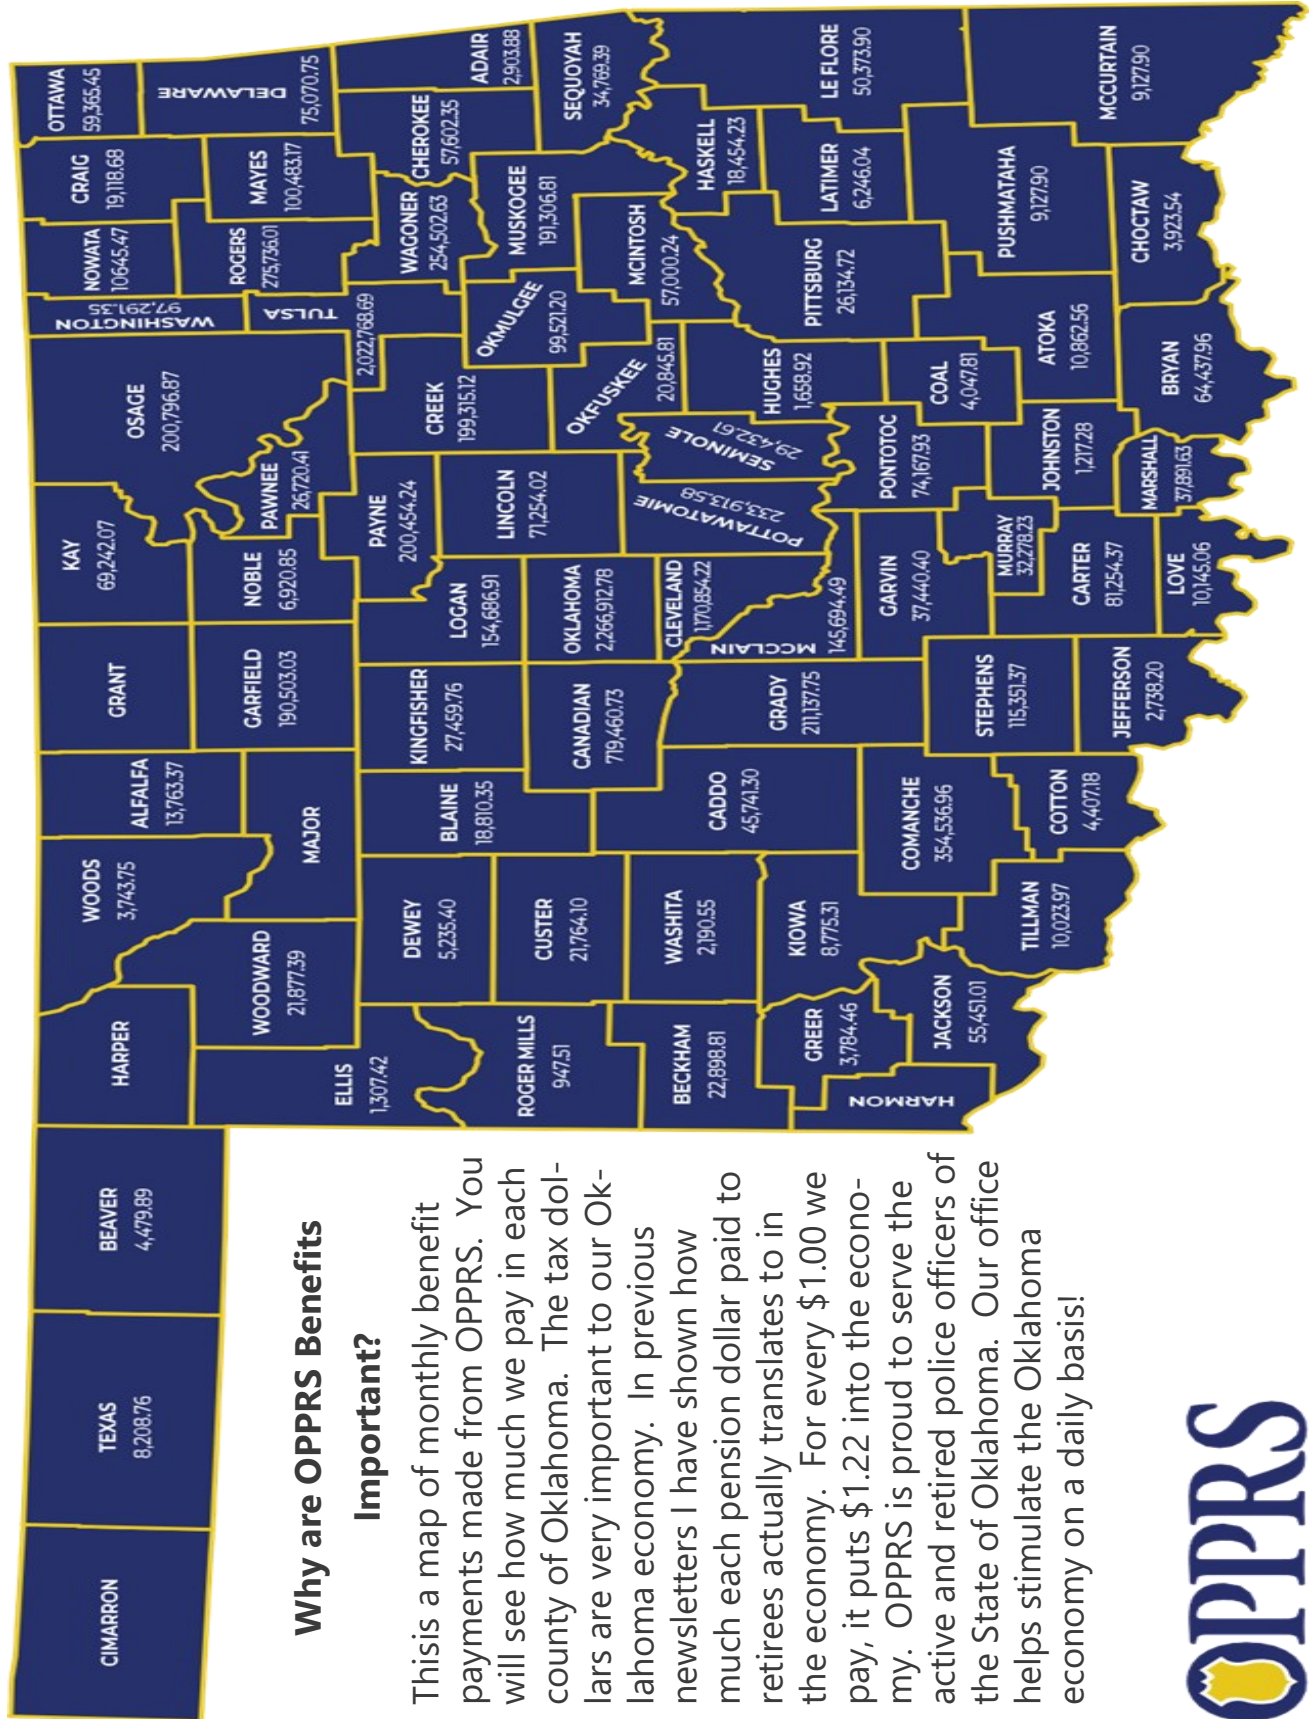 CIMARRON
TEXAS
8,208.76
BEAVER
4,479.89
HARPER
WOODS
3,743.75
ALFALFA
13,763.37
GRANT
KAY
69,242.07
OSAGE
200,796.87
WASHINGTON
97,291.35
NOWATA
10645.47
CRAIG
19,118.68
OTTAWA
59,365.45
ELLIS
1,307.42
WOODWARD
21,877.39
MAJOR
GARFIELD
190,503.03
NOBLE
6,920.85
PAWNEE
26,720.41
TULSA
2,022,768.69
ROGERS
275,736.01
MAYES
100,483.17
DELAWARE
75,070.75
ROGER MILLS
947.51
DEWEY
5,235.40
BLAINE
18,810.35
KINGFISHER
27,459.76
LOGAN
154,686.91
PAYNE
200,454.24
CREEK
199,315.12
WAGONER
254,502.63
CHEROKEE
57,602.35
ADAIR
2,903.88
CUSTER
21,764.10
CANADIAN
719,460.73
OKLAHOMA
2,266,912.78
LINCOLN
71,254.02
OKFUSKEE
20,845.81
OKMULGEE
99,521.20
MUSKOGEE
191,306.81
SEQUOYAH
34,769.39
BECKHAM
22,898.81
WASHITA
2,190.55
CADDO
45,741.30
GRADY
211,137.75
CLEVELAND
1,170,854.22
MCCLAIN
145,694.49
POTTAWATOMIE
233,913.58
SEMINOLE
29,432.61
HUGHES
1,658.92
MCINTOSH
57,000.24
HASKELL
18,454.23
HARMON
GREER
3,784.46
KIOWA
8,775.31
COMANCHE
354,536.96
STEPHENS
115,351.37
GARVIN
37,440.40
PONTOTOC
74,167.93
COAL
4,047.81
PITTSBURG
26,134.72
LATIMER
6,246.04
LE FLORE
50,373.90
JACKSON
55,451.01
TILLMAN
10,023.97
COTTON
4,407.18
JEFFERSON
2,738.20
MURRAY
32,278.23
CARTER
81,254.37
LOVE
10,145.06
JOHNSTON
1,217.28
MARSHALL
37,891.63
ATOKA
10,862.56
BRYAN
64,437.96
PUSHMATAHA
9,127.90
CHOCTAW
3,923.54
MCCURTAIN
9,127.90
Why are OPPRS Benefits
Important?
Thisis a map of monthly benefit
payments made from OPPRS. You
will see how much we pay in each
county of Oklahoma. The tax dol-
lars are very important to our Ok-
lahoma economy. In previous
newsletters I have shown how
much each pension dollar paid to
retirees actually translates to in
the economy. For every $1.00 we
pay, it puts $1.22 into the econo-
my. OPPRS is proud to serve the
active and retired police officers of
the State of Oklahoma. Our office
helps stimulate the Oklahoma
economy on a daily basis!
OPPRS